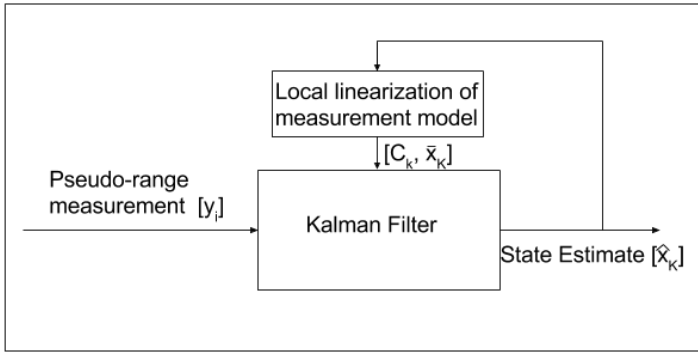 Local linearization of
measurement model
[C_k, x̄_K]
Pseudo-range
measurement [y_i]
Kalman Filter
State Estimate [x̂_K]